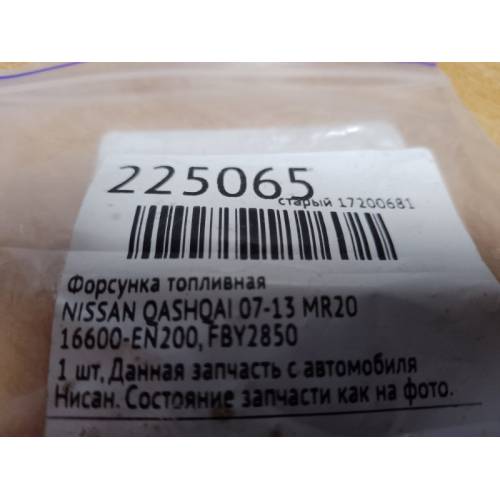 225065
старый 17200681
Форсунка топливная
NISSAN QASHQAI 07-13 MR20
16600-EN200, FBY2850
1 шт, Данная запчасть с автомобиля
Нисан. Состояние запчасти как на фото.